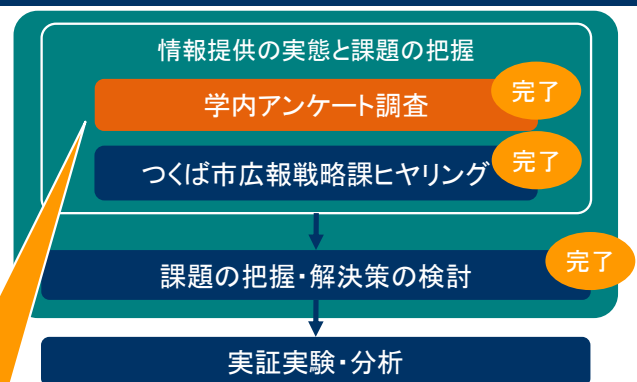 情報提供の実態と課題の把握
学内アンケート調査
完了
つくば市広報戦略課ヒヤリング
完了
課題の把握・解決策の検討
完了
実証実験・分析